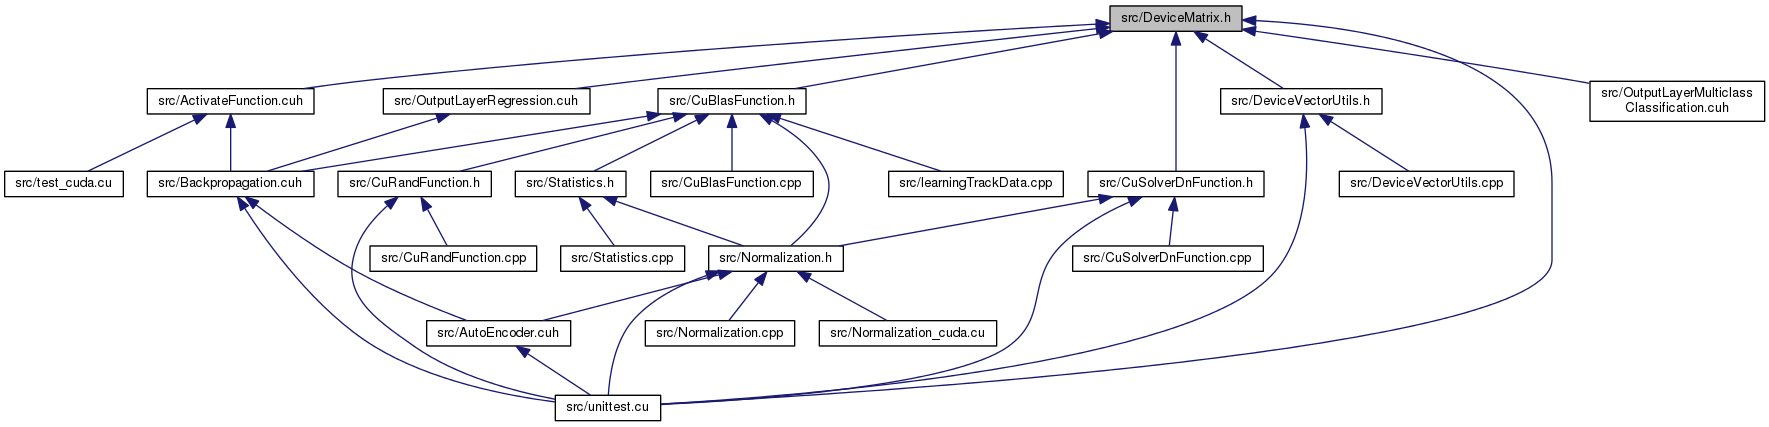 src/DeviceMatrix.h
src/ActivateFunction.cuh
src/OutputLayerRegression.cuh
src/CuBlasFunction.h
src/DeviceVectorUtils.h
src/OutputLayerMulticlass
Classification.cuh
src/test_cuda.cu
src/Backpropagation.cuh
src/CuRandFunction.h
src/Statistics.h
src/CuBlasFunction.cpp
src/learningTrackData.cpp
src/CuSolverDnFunction.h
src/DeviceVectorUtils.cpp
src/CuRandFunction.cpp
src/Statistics.cpp
src/Normalization.h
src/CuSolverDnFunction.cpp
src/AutoEncoder.cuh
src/Normalization.cpp
src/Normalization_cuda.cu
src/unittest.cu